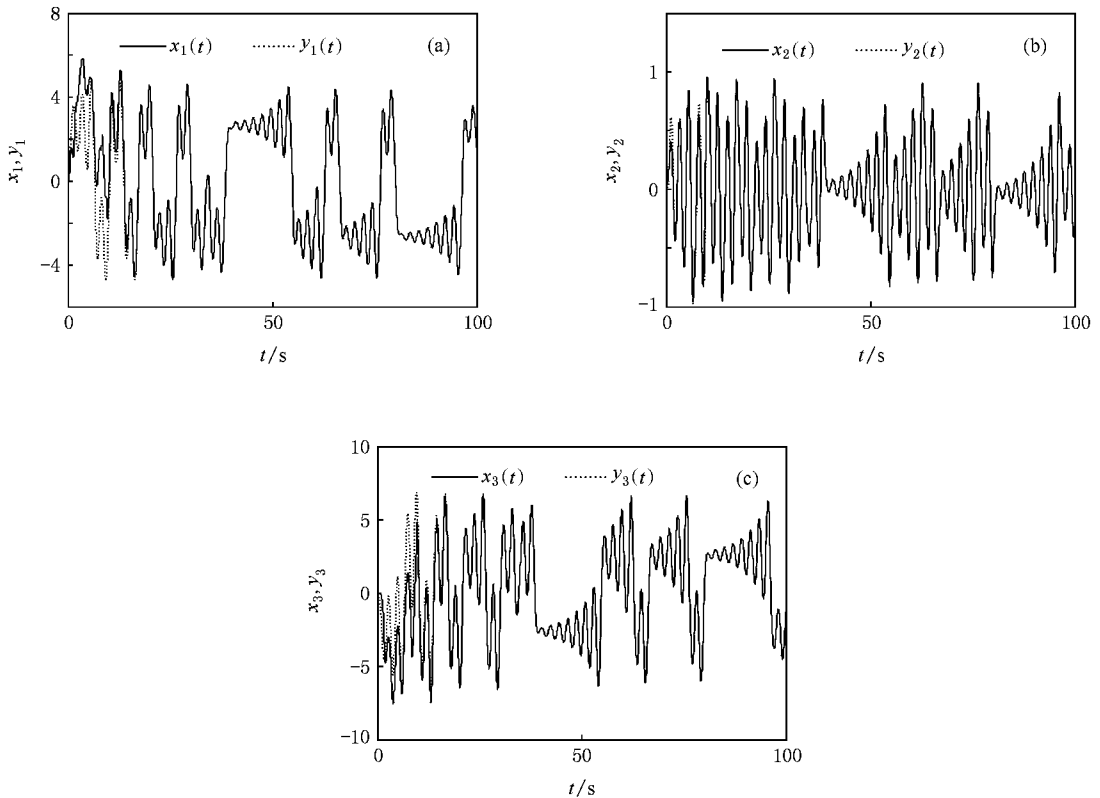 8
4
0
−4
x₁(t)
y₁(t)
(a)
x₁, y₁
0
50
100
t/s
1
0
−1
x₂(t)
y₂(t)
(b)
x₂, y₂
0
50
100
t/s
10
5
0
−5
−10
x₃(t)
y₃(t)
(c)
x₃, y₃
0
50
100
t/s